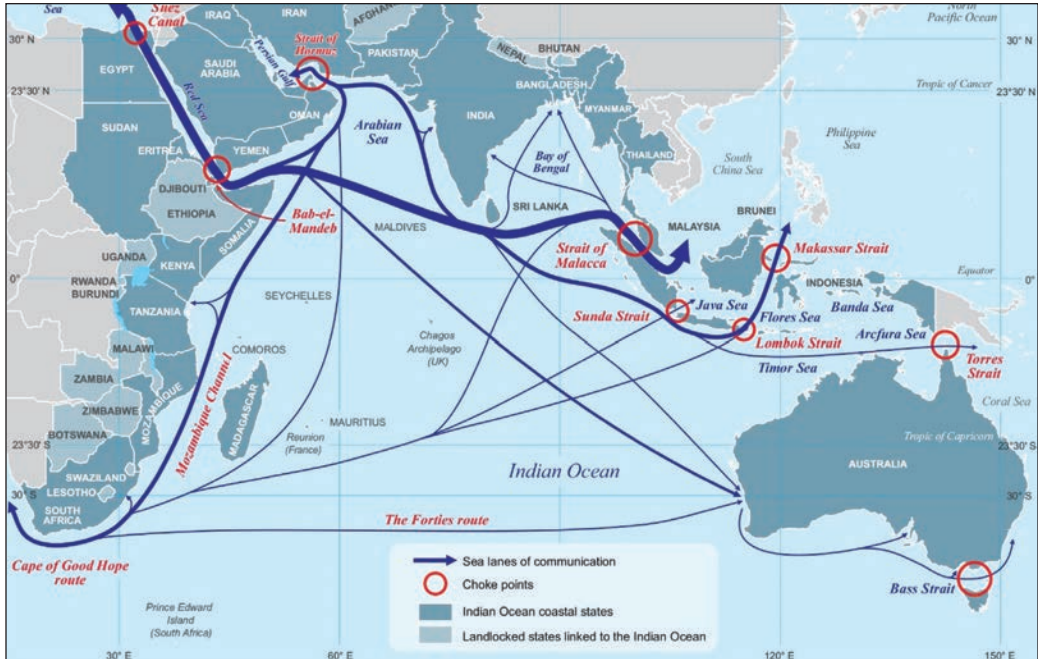 Sea
Suez
Canal
30° N
23°30' N
0°
23°30' S
30° S
EGYPT
SUDAN
ERITREA
DJIBOUTI
ETHIOPIA
SOMALIA
UGANDA
KENYA
RWANDA
BURUNDI
TANZANIA
MALAWI
ZAMBIA
ZIMBABWE
BOTSWANA
MOZAMBIQUE
SWAZILAND
LESOTHO
SOUTH
AFRICA
MADAGASCAR
IRAQ
IRAN
SAUDI
ARABIA
YEMEN
OMAN
Red Sea
Persian Gulf
Strait of
Hormuz
Bab-el-
Mandeb
AFGHAN
PAKISTAN
NEPAL
BHUTAN
BANGLADESH
INDIA
MYANMAR
THAILAND
Arabian
Sea
Bay of
Bengal
SRI LANKA
MALDIVES
SEYCHELLES
COMOROS
Chagos
Archipelago
(UK)
MAURITIUS
Reunion
(France)
Mozambique Channel
Indian Ocean
The Forties route
Cape of Good Hope
route
Prince Edward
Island
(South Africa)
North
Pacific Ocean
Tropic of Cancer
Philippine
Sea
South
China Sea
MALAYSIA
BRUNEI
Strait of
Malacca
Makassar Strait
Equator
INDONESIA
Sunda Strait
Java Sea
Flores Sea
Banda Sea
Lombok Strait
Arcfura Sea
Timor Sea
Torres
Strait
Coral Sea
Tropic of Capricorn
AUSTRALIA
30° N
23°30' N
0°
23°30' S
30° S
Bass Strait
Sea lanes of communication
Choke points
Indian Ocean coastal states
Landlocked states linked to the Indian Ocean
30° E
60° E
120° E
150° E